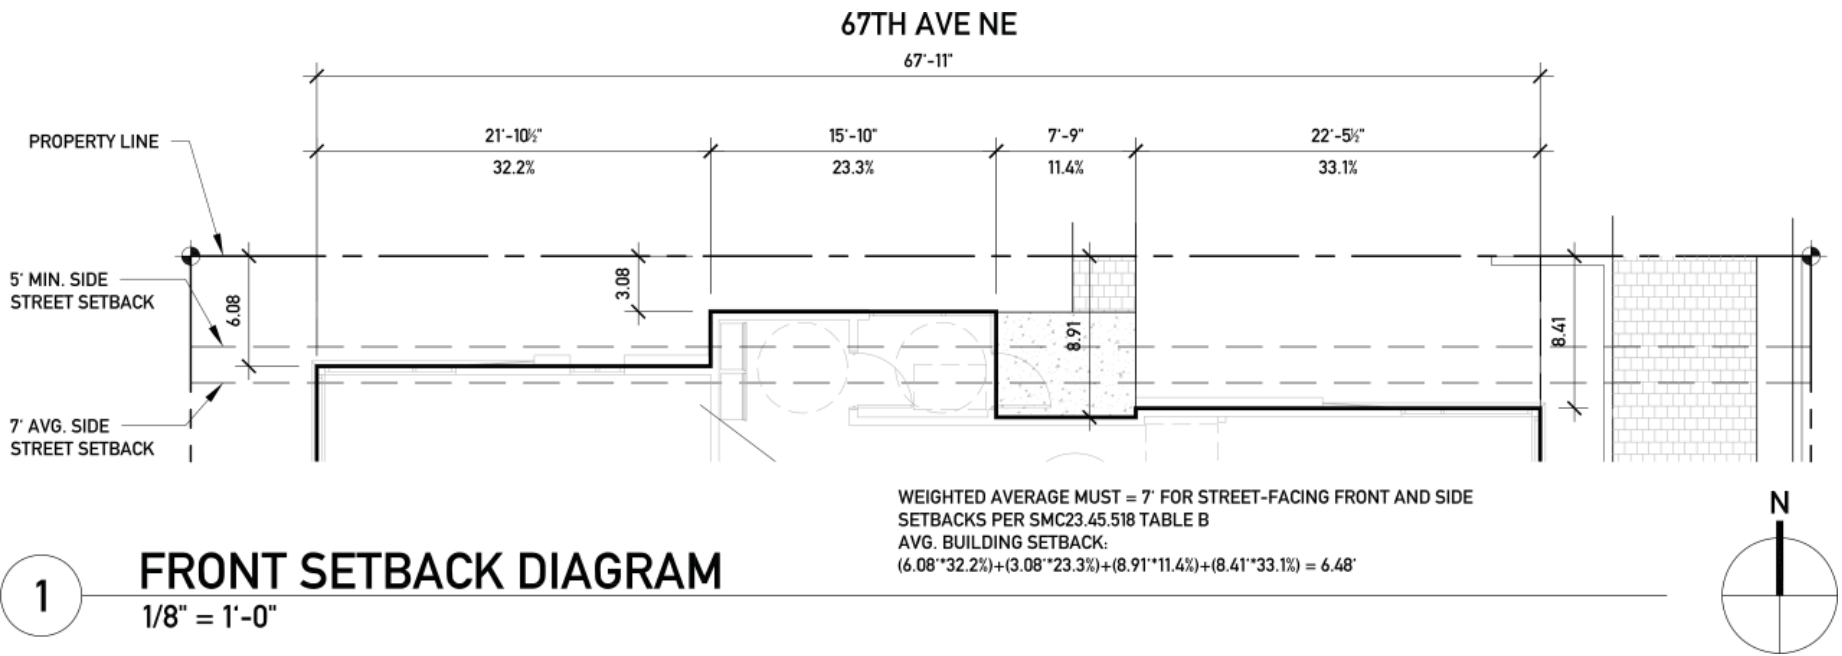 67TH AVE NE
67'-11"
PROPERTY LINE
21'-10½"
15'-10"
7'-9"
22'-5½"
32.2%
23.3%
11.4%
33.1%
5' MIN. SIDE
STREET SETBACK
6.08
3.08
8.91
8.41
7' AVG. SIDE
STREET SETBACK
WEIGHTED AVERAGE MUST = 7' FOR STREET-FACING FRONT AND SIDE
SETBACKS PER SMC23.45.518 TABLE B
AVG. BUILDING SETBACK:
(6.08'*32.2%)+(3.08'*23.3%)+(8.91'*11.4%)+(8.41'*33.1%) = 6.48'
N
1
FRONT SETBACK DIAGRAM
1/8" = 1'-0"